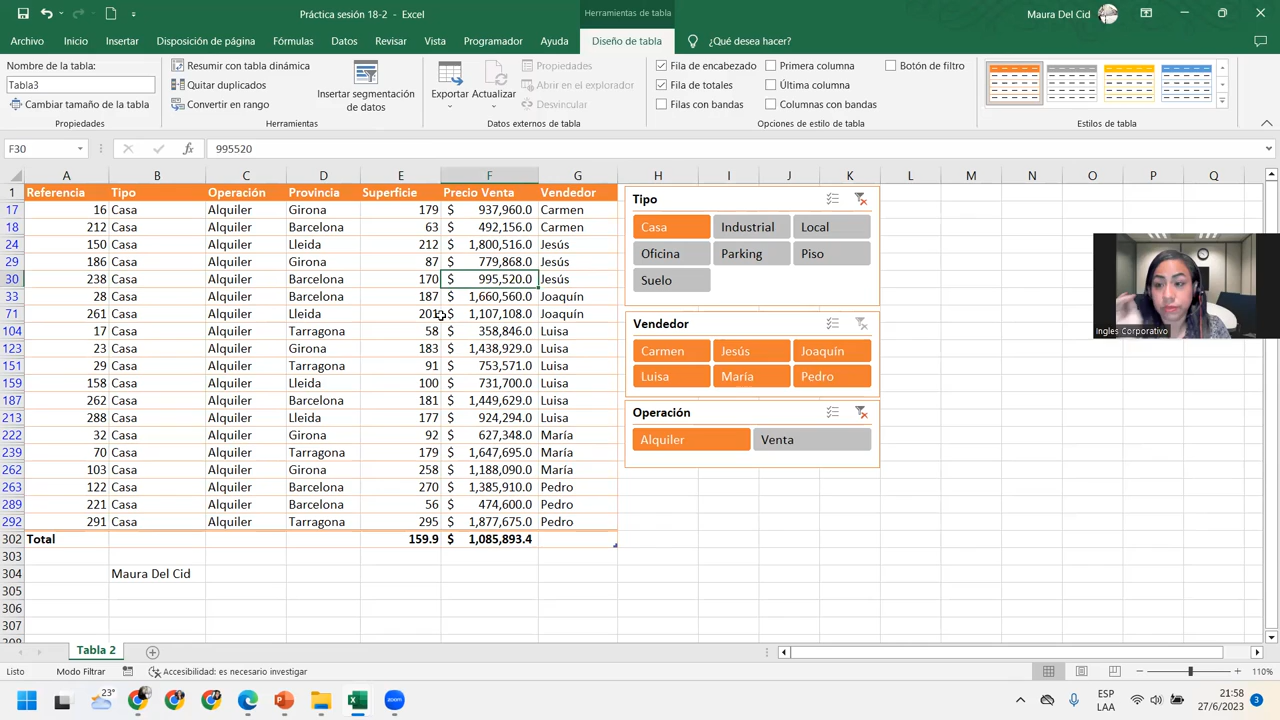 Práctica sesión 18-2 - Excel
Herramientas de tabla
Maura Del Cid
Archivo Inicio Insertar Disposición de página Fórmulas Datos Revisar Vista Programador Ayuda Diseño de tabla ¿Qué desea hacer?
Nombre de la tabla:
Tabla3
Cambiar tamaño de la tabla
Propiedades
Resumir con tabla dinámica
Quitar duplicados
Convertir en rango
Insertar segmentación de datos
Herramientas
Exportar Actualizar
Propiedades
Abrir en el explorador
Desvincular
Datos externos de tabla
Fila de encabezado Primera columna Botón de filtro
Fila de totales Última columna
Filas con bandas Columnas con bandas
Opciones de estilo de tabla
Estilos de tabla
F30 fx 995520
A B C D E F G H I J K L M N O P Q
1 Referencia Tipo Operación Provincia Superficie Precio Venta Vendedor
17 16 Casa Alquiler Girona 179 $ 937,960.0 Carmen
18 212 Casa Alquiler Barcelona 63 $ 492,156.0 Carmen
24 150 Casa Alquiler Lleida 212 $ 1,800,516.0 Jesús
29 186 Casa Alquiler Girona 87 $ 779,868.0 Jesús
30 238 Casa Alquiler Barcelona 170 $ 995,520.0 Jesús
33 28 Casa Alquiler Barcelona 187 $ 1,660,560.0 Joaquín
71 261 Casa Alquiler Lleida 201 $ 1,107,108.0 Joaquín
104 17 Casa Alquiler Tarragona 58 $ 358,846.0 Luisa
123 23 Casa Alquiler Girona 183 $ 1,438,929.0 Luisa
151 29 Casa Alquiler Tarragona 91 $ 753,571.0 Luisa
159 158 Casa Alquiler Lleida 100 $ 731,700.0 Luisa
187 262 Casa Alquiler Barcelona 181 $ 1,449,629.0 Luisa
213 288 Casa Alquiler Lleida 177 $ 924,294.0 Luisa
222 32 Casa Alquiler Girona 92 $ 627,348.0 María
239 70 Casa Alquiler Tarragona 179 $ 1,647,695.0 María
262 103 Casa Alquiler Girona 258 $ 1,188,090.0 María
263 122 Casa Alquiler Barcelona 270 $ 1,385,910.0 Pedro
289 221 Casa Alquiler Barcelona 56 $ 474,600.0 Pedro
292 291 Casa Alquiler Tarragona 295 $ 1,877,675.0 Pedro
302 Total 159.9 $ 1,085,893.4
303
304 Maura Del Cid
305
306
307
Tipo
Casa Industrial Local
Oficina Parking Piso
Suelo
Vendedor
Carmen Jesús Joaquín
Luisa María Pedro
Operación
Alquiler Venta
Ingles Corporativo
Tabla 2
Listo Modo Filtrar Accesibilidad: es necesario investigar 110%
23°
ESP
LAA
21:58
27/6/2023
3